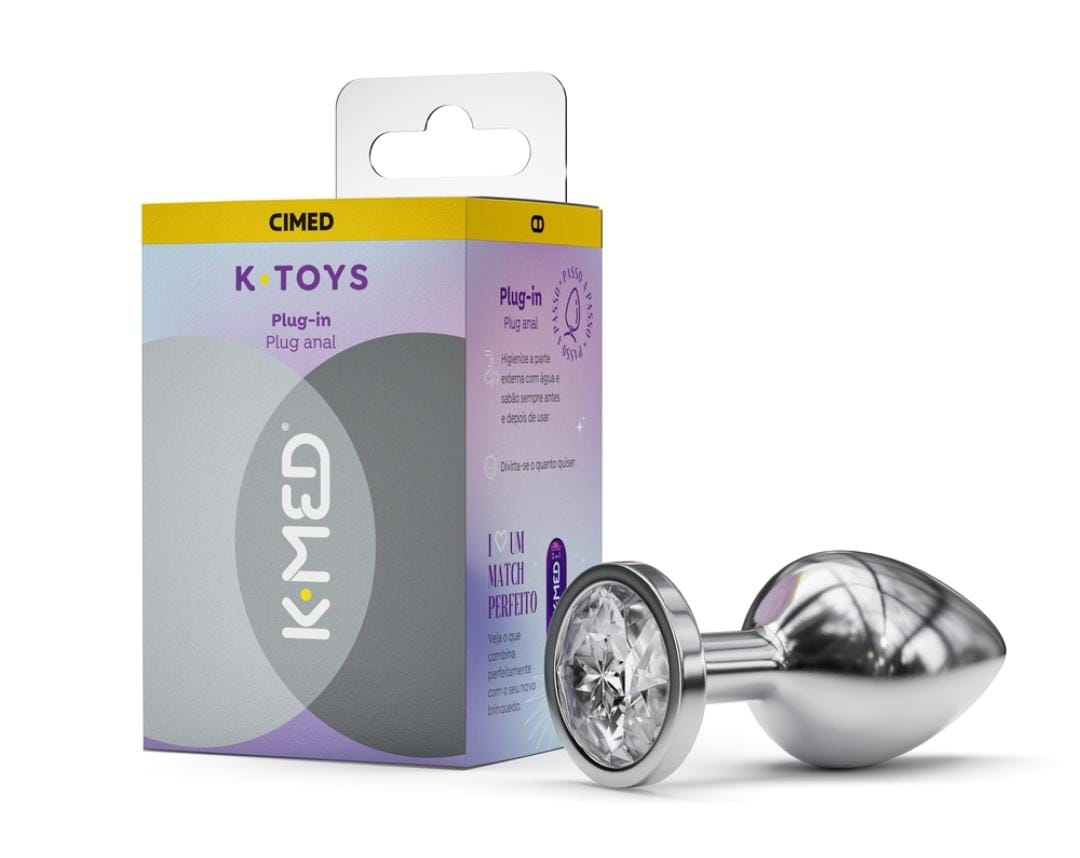 CIMED
K•TOYS
Plug-in
Plug anal
K•MED®
Plug-in
Plug anal
PASSO • PASSO • PASSO • PASSO
Higienize a parte
externa com água e
sabão sempre antes
e depois de usar
Divirta-se o quanto quiser
I ♡ UM
MATCH
PERFEITO
Veja o que
combina
perfeitamente
com o seu novo
brinquedo.
K-MED